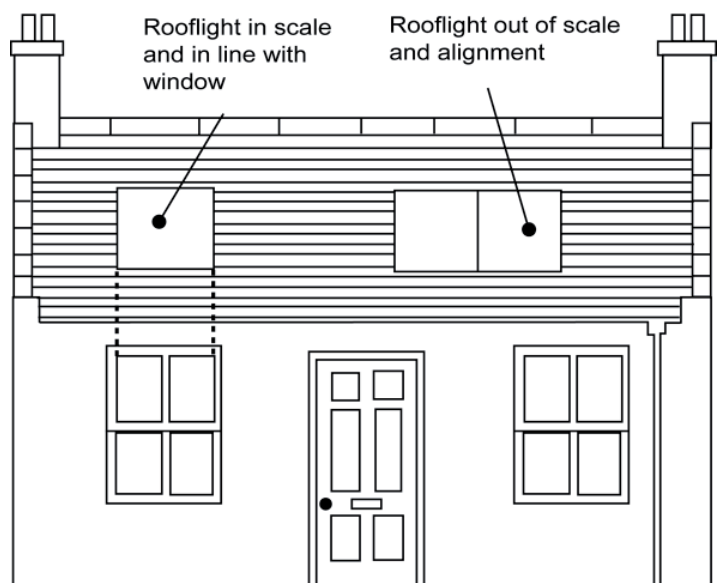 Rooflight in scale
and in line with
window
Rooflight out of scale
and alignment